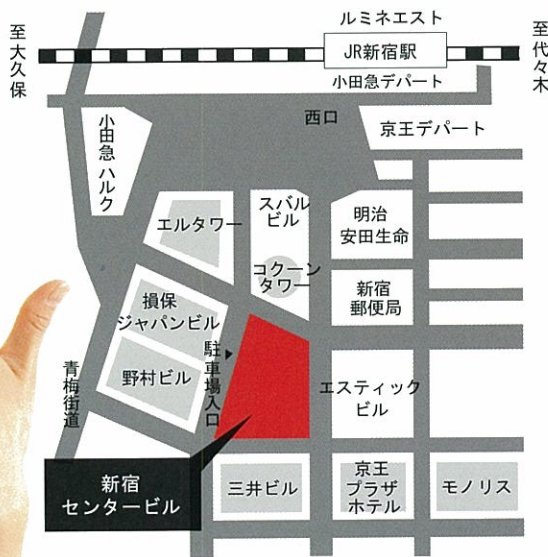 ルミネエスト
至大久保
JR新宿駅
至代々木
小田急デパート
小田急ハルク
西口
京王デパート
エルタワー
スバル
ビル
明治
安田生命
コクーン
タワー
新宿
郵便局
損保
ジャパンビル
駐車場入口
野村ビル
エスティック
ビル
青梅街道
新宿
センタービル
三井ビル
京王
プラザ
ホテル
モノリス